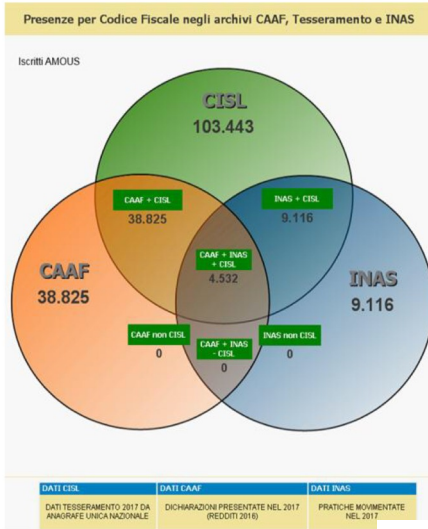 Presenze per Codice Fiscale negli archivi CAAF, Tesseramento e INAS
Iscritti AMOUS
CISL
103.443
CAAF + CISL
38.825
INAS + CISL
9.116
CAAF + INAS
+ CISL
4.532
CAAF
38.825
INAS
9.116
CAAF non CISL
0
CAAF + INAS
- CISL
0
INAS non CISL
0
DATI CISL
DATI CAAF
DATI INAS
DATI TESSERAMENTO 2017 DA
ANAGRAFE UNICA NAZIONALE
DICHIARAZIONI PRESENTATE NEL 2017
(REDDITI 2016)
PRATICHE MOVIMENTATE
NEL 2017